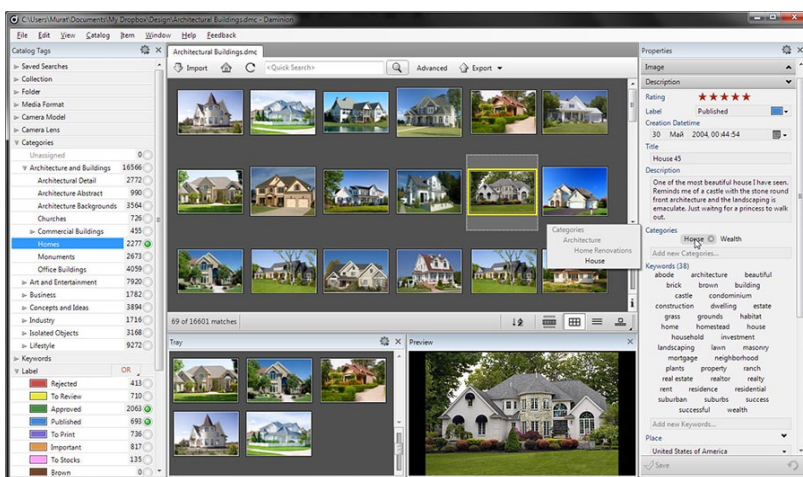 C:\Users\Murat\Documents\My Dropbox\Design\Architectural Buildings.dmc - Daminion
File Edit View Catalog Item Window Help Feedback
Catalog Tags
Saved Searches
Collection
Folder
Media Format
Camera Model
Camera Lens
Categories
Unassigned 0
Architecture and Buildings 16566
Architectural Detail 2772
Architecture Abstract 990
Architecture Backgrounds 3564
Churches 726
Commercial Buildings 455
Homes 2277
Monuments 2673
Office Buildings 4059
Art and Entertainment 7920
Business 1782
Concepts and Ideas 3894
Industry 1716
Isolated Objects 3168
Lifestyle 9272
Keywords
Label OR
Rejected 413
To Review 710
Approved 2063
Published 693
To Print 736
Important 817
To Stocks 135
Brown 0
Architectural Buildings.dmc
Import <Quick Search> Advanced Export
69 of 16601 matches
Categories
Architecture
Home Renovations
House
Tray
Preview
Properties
Image
Description
Rating
Label Published
Creation Datetime
30 Май 2004, 00:44:54
Title
House 45
Description
One of the most beautiful house I have seen.
Reminds me of a castle with the stone round
front architecture and the landscaping is
emaculate. Just waitng for a princess to walk
out.
Categories
House Wealth
Add new Categories...
Keywords (38)
abode architecture beautiful
brick brown building
castle condominium
construction dwelling estate
grass grounds habitat
home homestead house
household investment
landscaping lawn masonry
mortgage neighborhood
plants property ranch
real estate realtor realty
rent residence residential
suburban suburbs success
successful wealth
Add new Keywords...
Place
United States of America
Save